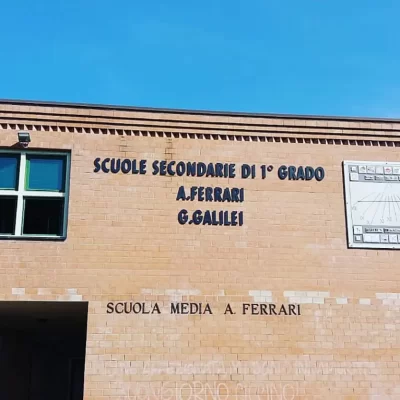 SCUOLE SECONDARIE DI 1° GRADO
A.FERRARI
G.GALILEI
SCUOLA MEDIA A. FERRARI